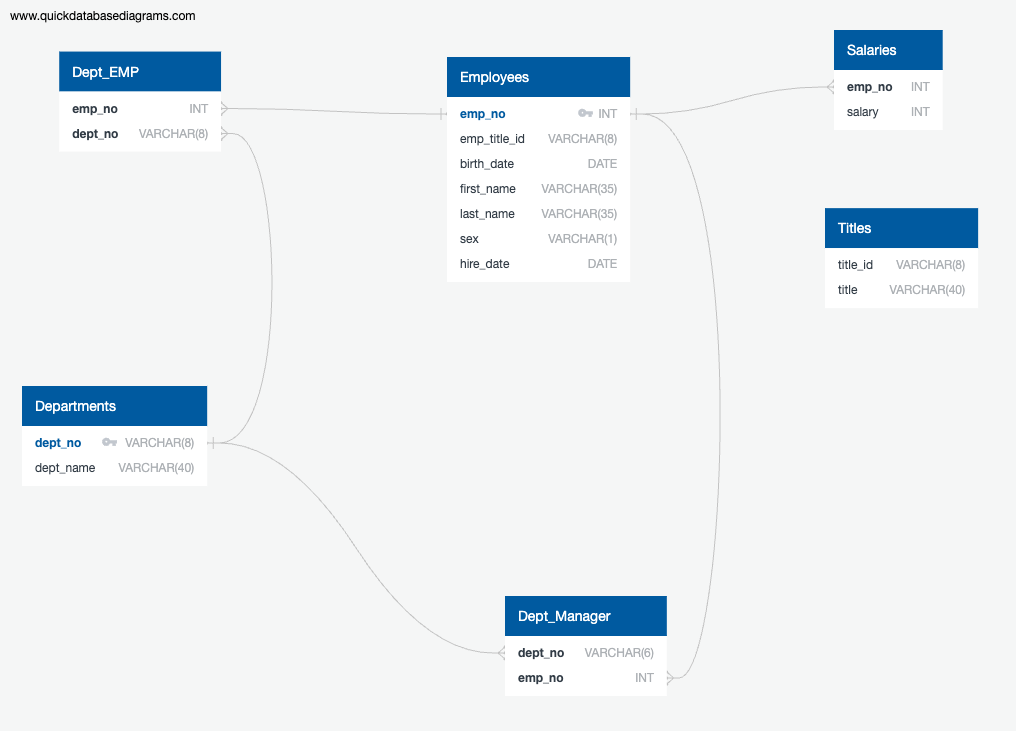 www.quickdatabasediagrams.com
Dept_EMP
emp_no INT
dept_no VARCHAR(8)
Employees
emp_no INT
emp_title_id VARCHAR(8)
birth_date DATE
first_name VARCHAR(35)
last_name VARCHAR(35)
sex VARCHAR(1)
hire_date DATE
Salaries
emp_no INT
salary INT
Titles
title_id VARCHAR(8)
title VARCHAR(40)
Departments
dept_no VARCHAR(8)
dept_name VARCHAR(40)
Dept_Manager
dept_no VARCHAR(6)
emp_no INT